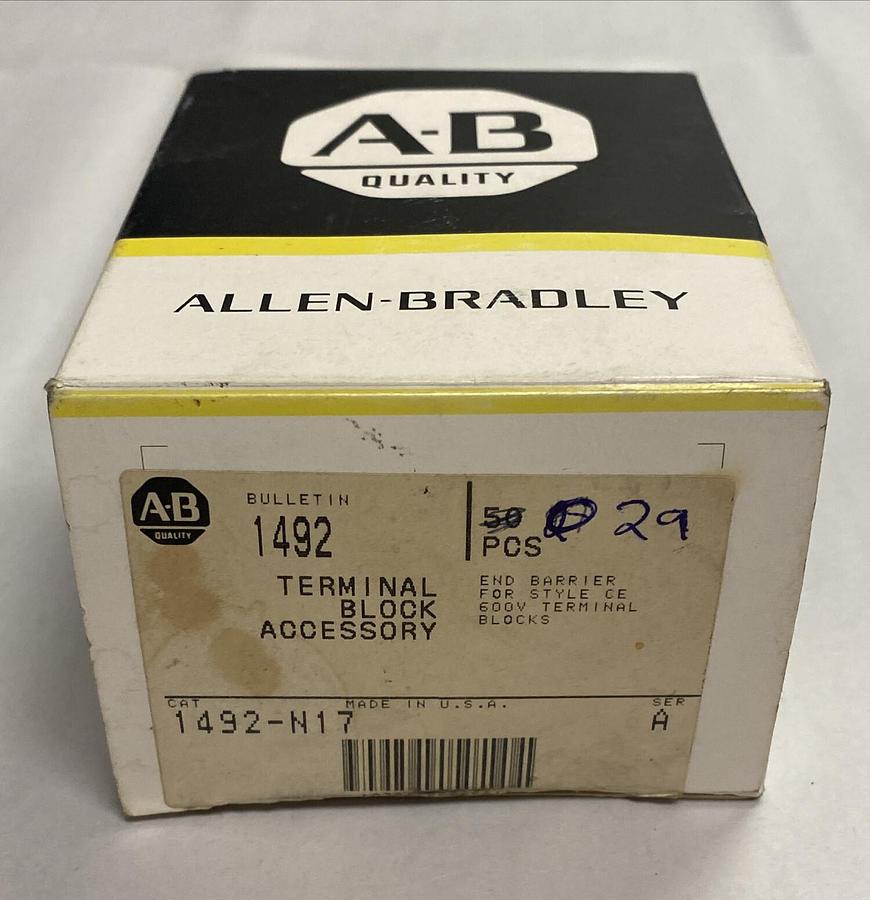 A-B
QUALITY
ALLEN-BRADLEY
A-B
QUALITY
BULLETIN
1492
TERMINAL
BLOCK
ACCESSORY
50 29
PCS
END BARRIER
FOR STYLE CE
600V TERMINAL
BLOCKS
CAT MADE IN U.S.A. SER
1492-N17 A